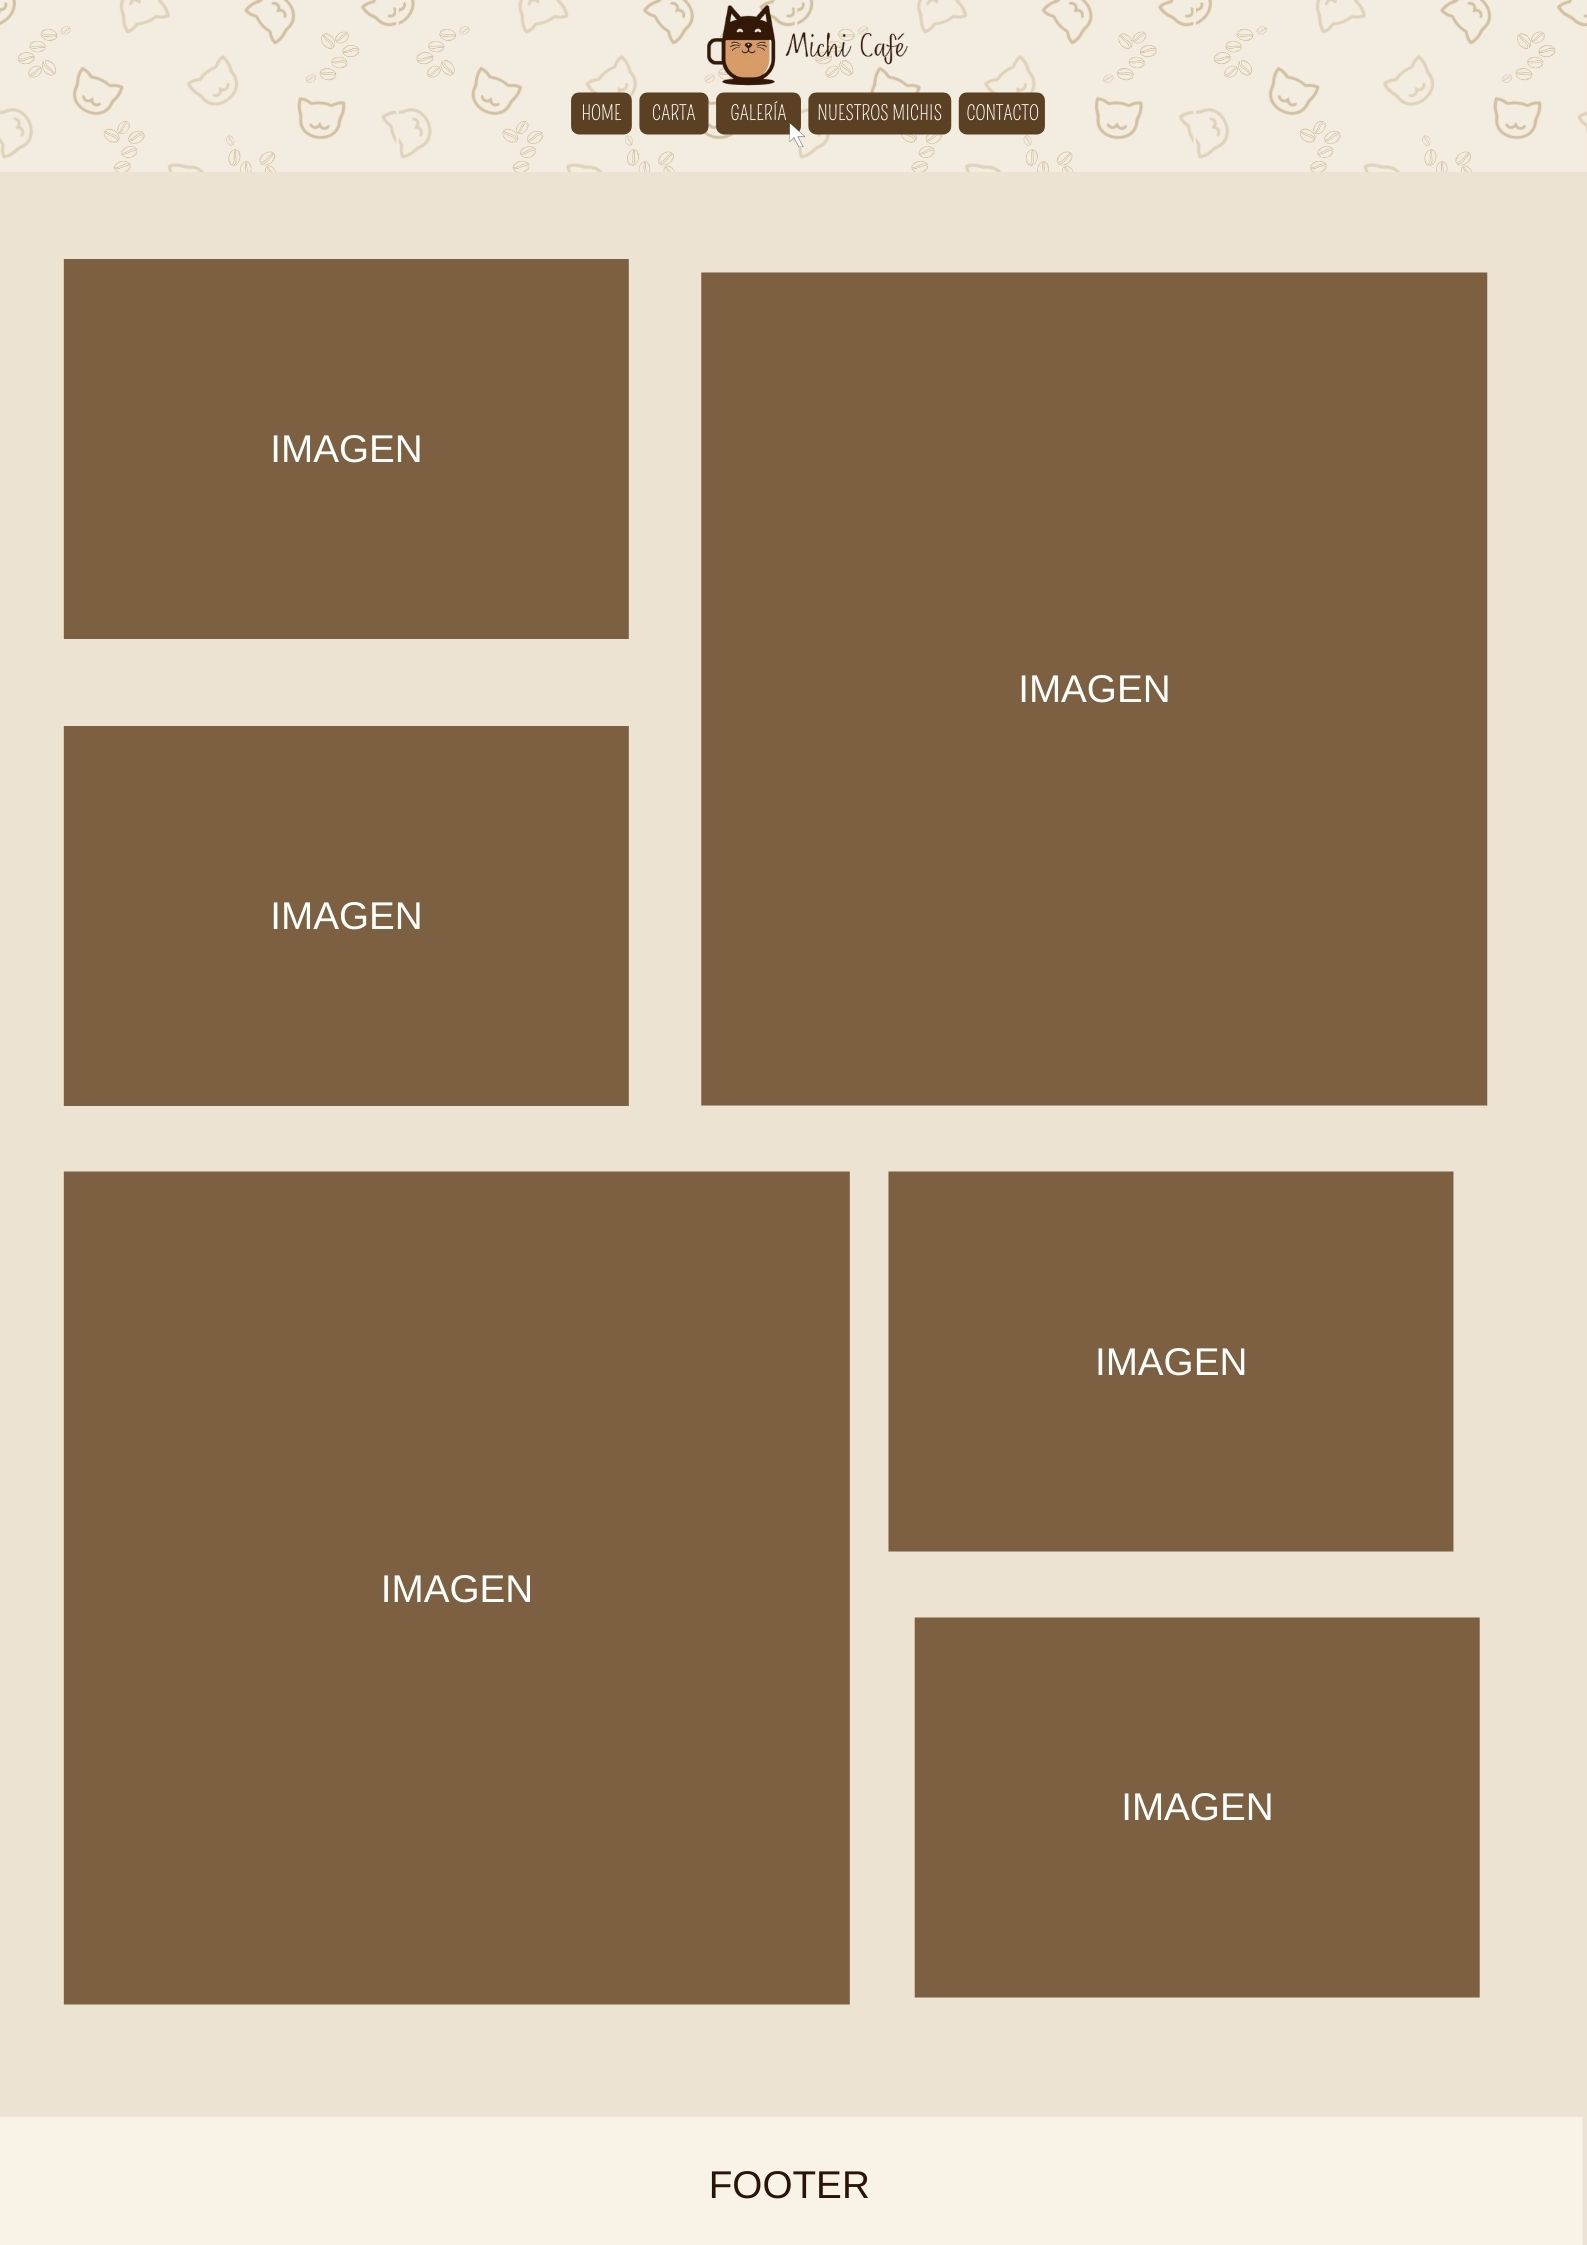 Michi Café
HOME
CARTA
GALERÍA
NUESTROS MICHIS
CONTACTO
IMAGEN
IMAGEN
IMAGEN
IMAGEN
IMAGEN
IMAGEN
FOOTER